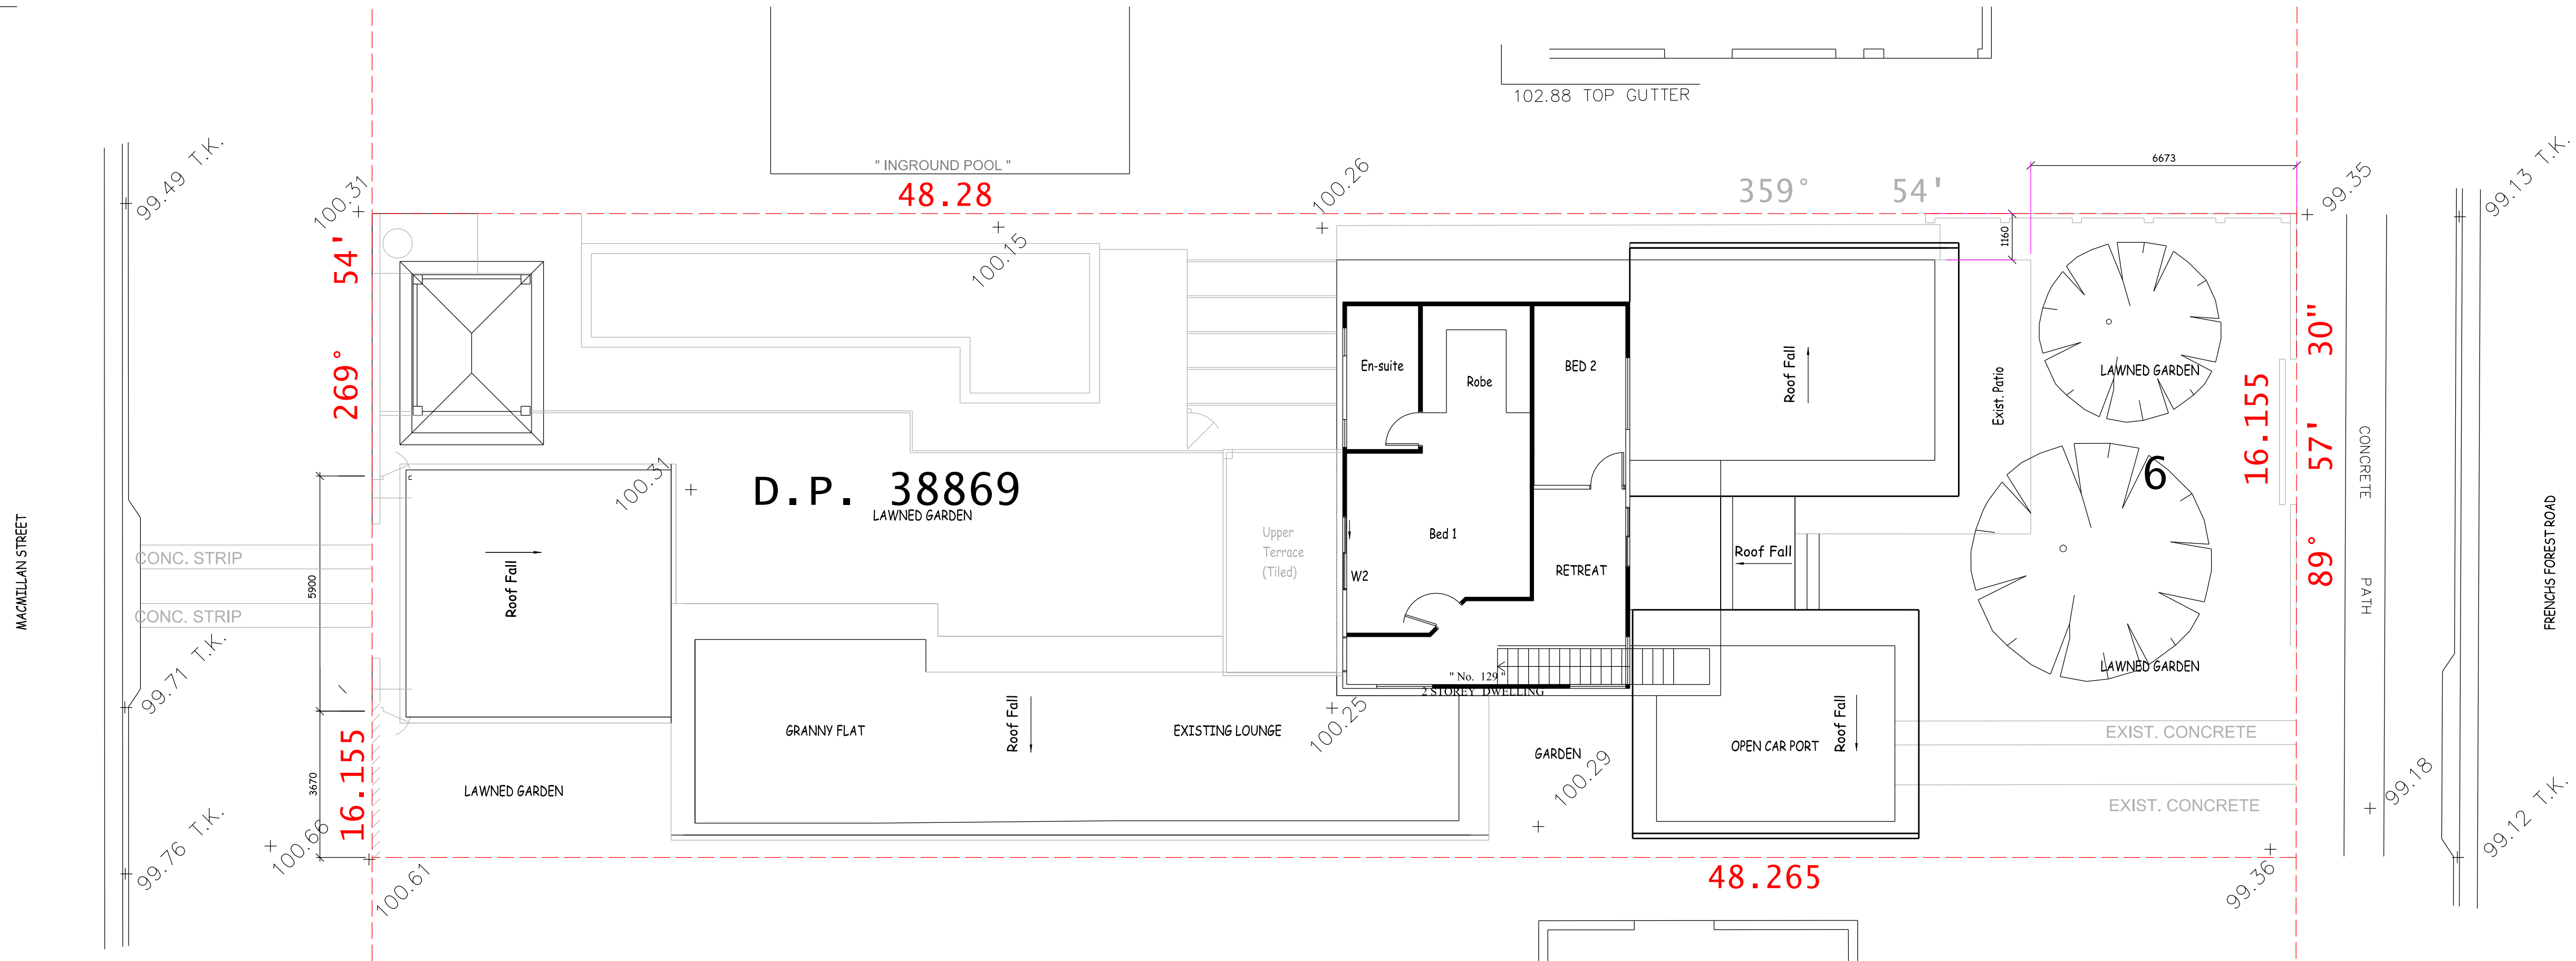 102.88 TOP GUTTER
" INGROUND POOL "
48.28
359° 54'
6673
1160
99.49 T.K.
100.31
100.26
99.35
99.13 T.K.
100.15
269° 54'
En-suite
Robe
BED 2
Roof Fall
Exist. Patio
LAWNED GARDEN
16.155
89° 57' 30"
CONCRETE PATH
FRENCHS FOREST ROAD
MACMILLAN STREET
CONC. STRIP
CONC. STRIP
5900
Roof Fall
100.31
D.P. 38869
LAWNED GARDEN
Upper
Terrace
(Tiled)
Bed 1
W2
RETREAT
Roof Fall
6
LAWNED GARDEN
99.71 T.K.
" No. 129 "
2 STOREY DWELLING
100.25
GRANNY FLAT
Roof Fall
EXISTING LOUNGE
GARDEN
OPEN CAR PORT
Roof Fall
EXIST. CONCRETE
EXIST. CONCRETE
3670
16.155
LAWNED GARDEN
100.29
99.18
99.76 T.K.
100.66
100.61
48.265
99.36
99.12 T.K.